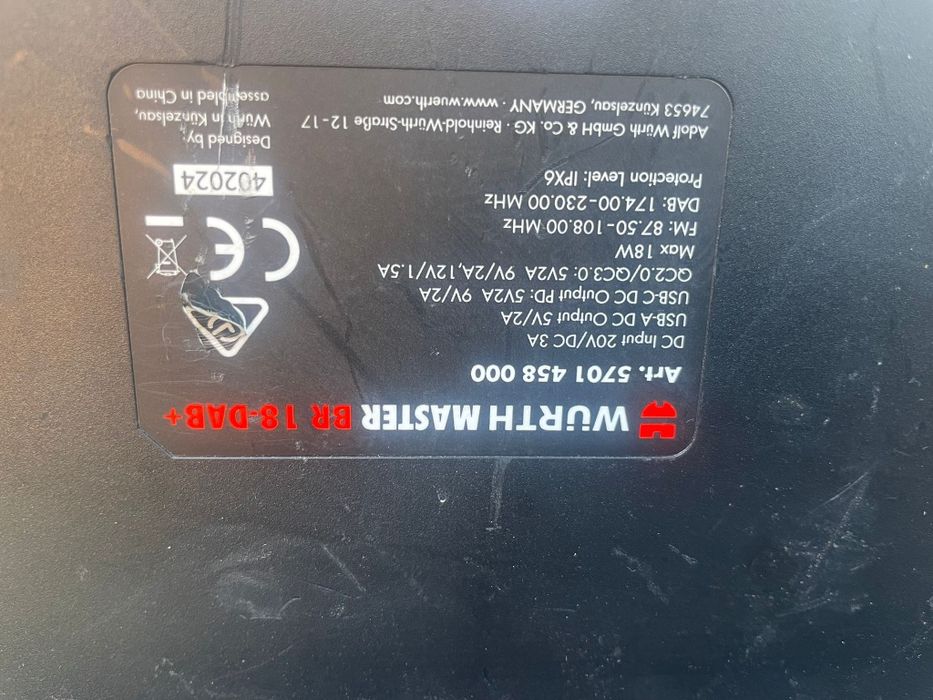 WÜRTH MASTER BR 18-DAB+
Art. 5701 458 000
DC Input 20V/DC 3A
USB-A DC Output 5V/2A
USB-C DC Output PD: 5V2A 9V/2A
QC2.0/QC3.0: 5V2A 9V/2A,12V/1.5A
Max 18W
FM: 87.50-108.00 MHz
DAB: 174.00-230.00 MHz
Protection Level: IPX6
Adolf Würth GmbH & Co. KG · Reinhold-Würth-Straße 12-17
74653 Künzelsau, GERMANY · www.wuerth.com
CE
402024
Designed by:
Würth in Künzelsau,
assembled in China